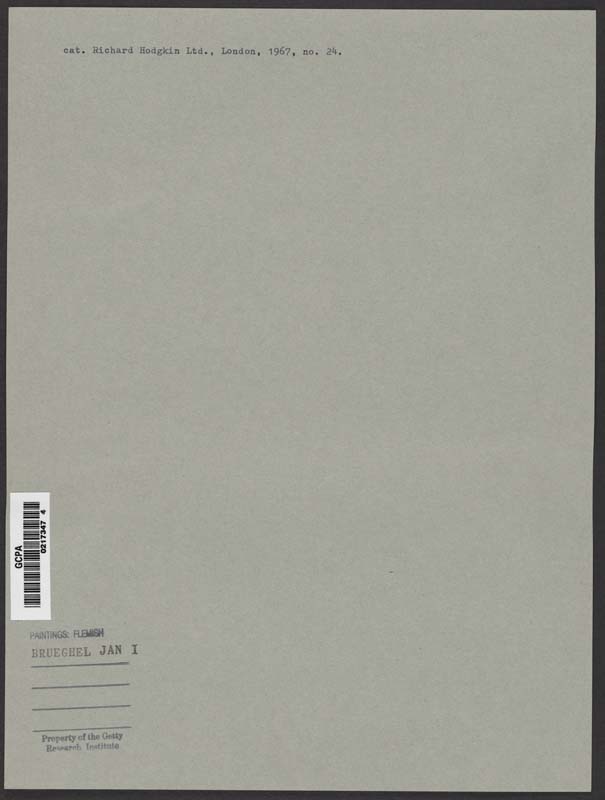 cat. Richard Hodgkin Ltd., London, 1967, no. 24.
GCPA
0217347 4
PAINTINGS: FLEMISH
BRUEGHEL JAN I
Property of the Getty
Research Institute